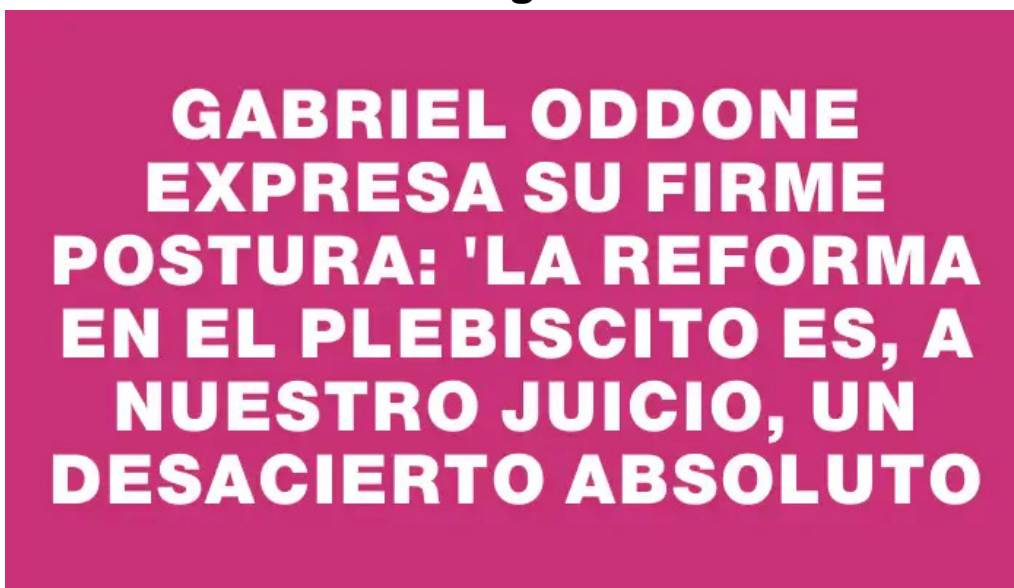 GABRIEL ODDONE
EXPRESA SU FIRME
POSTURA: 'LA REFORMA
EN EL PLEBISCITO ES, A
NUESTRO JUICIO, UN
DESACIERTO ABSOLUTO